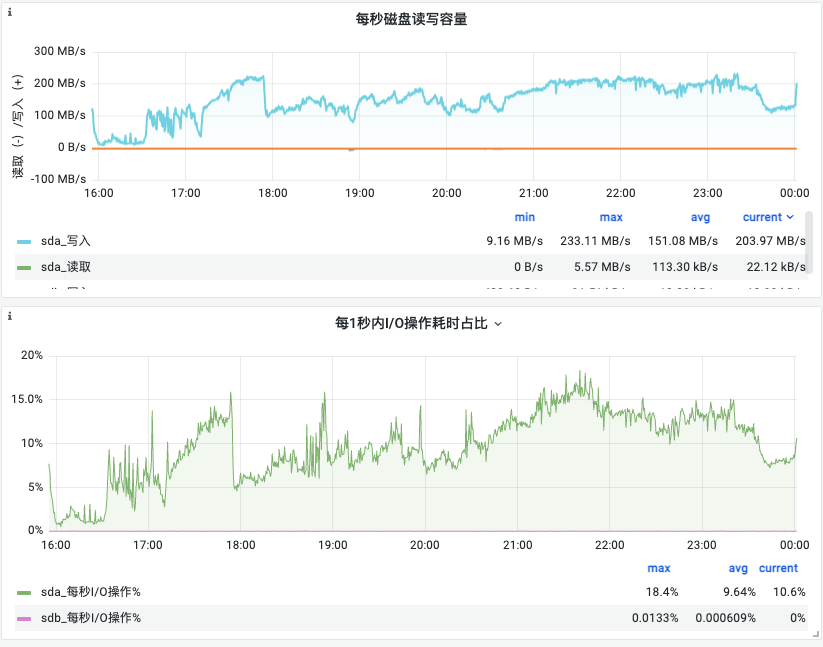 每秒磁盘读写容量
300 MB/s
200 MB/s
100 MB/s
0 B/s
-100 MB/s
读取（-）/写入（+）
16:00 17:00 18:00 19:00 20:00 21:00 22:00 23:00 00:00
min max avg current
sda_写入 9.16 MB/s 233.11 MB/s 151.08 MB/s 203.97 MB/s
sda_读取 0 B/s 5.57 MB/s 113.30 kB/s 22.12 kB/s
每1秒内I/O操作耗时占比
20%
15.0%
10%
5%
0%
16:00 17:00 18:00 19:00 20:00 21:00 22:00 23:00 00:00
max avg current
sda_每秒I/O操作% 18.4% 9.64% 10.6%
sdb_每秒I/O操作% 0.0133% 0.000609% 0%